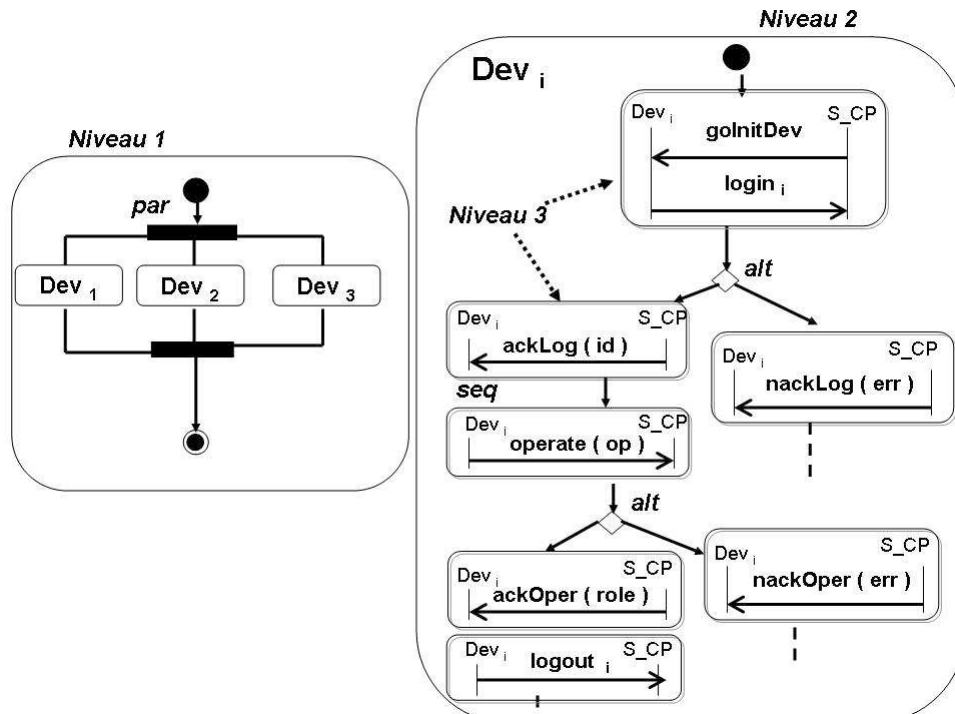 Niveau 1
par
Dev 1
Dev 2
Dev 3
Niveau 2
Dev i
Dev i S_CP
goInitDev
login i
Niveau 3
alt
Dev i S_CP
ackLog ( id )
Dev i S_CP
nackLog ( err )
seq
Dev i S_CP
operate ( op )
alt
Dev i S_CP
ackOper ( role )
Dev i S_CP
nackOper ( err )
Dev i S_CP
logout i